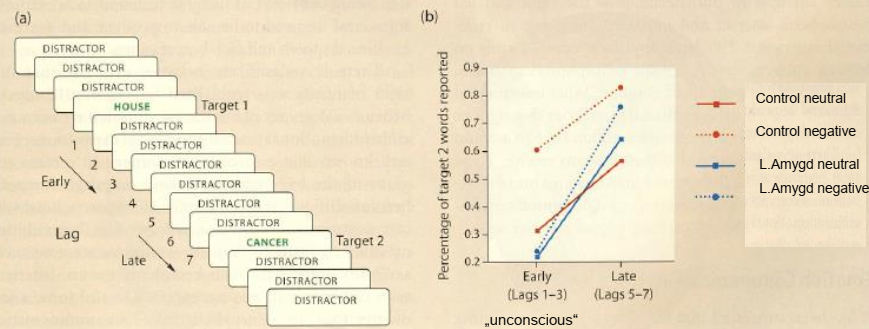 (a)
DISTRACTOR
DISTRACTOR
DISTRACTOR
HOUSE
Target 1
DISTRACTOR
1
DISTRACTOR
2
DISTRACTOR
3
DISTRACTOR
4
DISTRACTOR
5
DISTRACTOR
6
CANCER
Target 2
7
DISTRACTOR
DISTRACTOR
DISTRACTOR
Early
Lag
Late
(b)
Percentage of target 2 words reported
0.9
0.8
0.7
0.6
0.5
0.4
0.3
0.2
Early
(Lags 1–3)
Late
(Lags 5–7)
„unconscious“
Control neutral
Control negative
L.Amygd neutral
L.Amygd negative